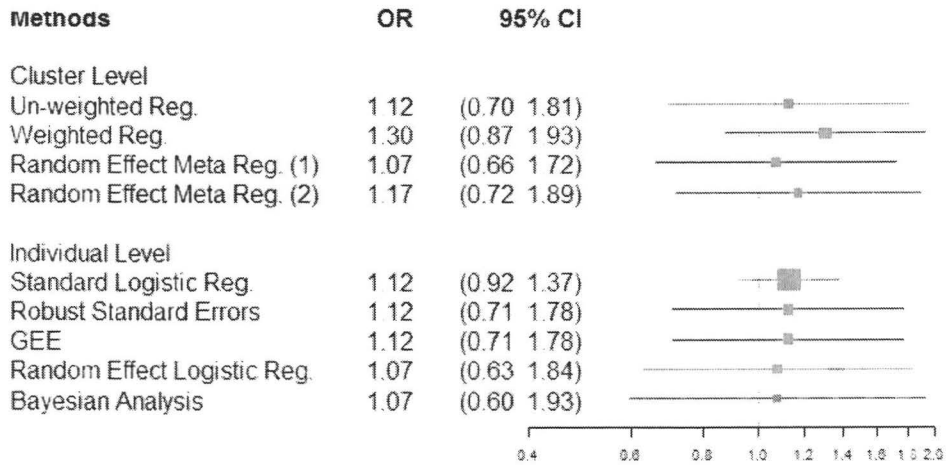 Methods OR 95% CI
Cluster Level
Un-weighted Reg. 1.12 (0.70 1.81)
Weighted Reg. 1.30 (0.87 1.93)
Random Effect Meta Reg. (1) 1.07 (0.66 1.72)
Random Effect Meta Reg. (2) 1.17 (0.72 1.89)
Individual Level
Standard Logistic Reg. 1.12 (0.92 1.37)
Robust Standard Errors 1.12 (0.71 1.78)
GEE 1.12 (0.71 1.78)
Random Effect Logistic Reg. 1.07 (0.63 1.84)
Bayesian Analysis 1.07 (0.60 1.93)
0.4 0.6 0.8 1.0 1.2 1.4 1.6 1.8 2.0